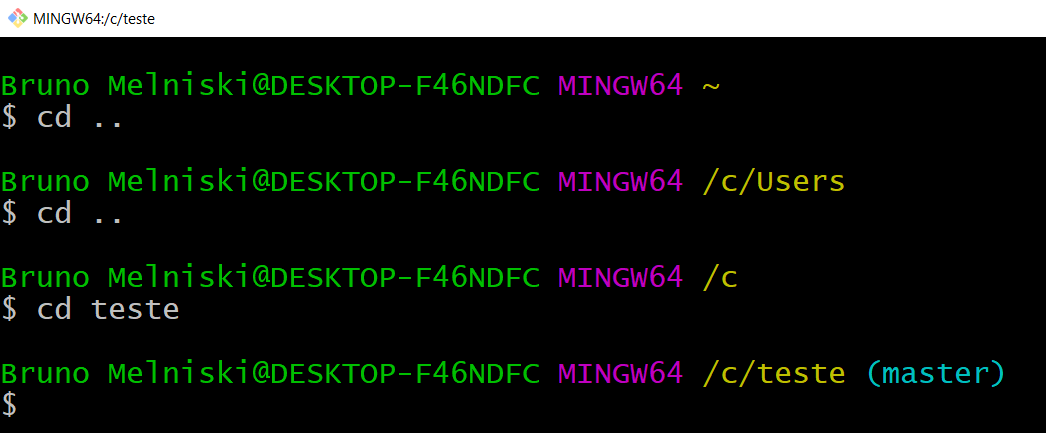 MINGW64:/c/teste
Bruno Melniski@DESKTOP-F46NDFC MINGW64 ~
$ cd ..
Bruno Melniski@DESKTOP-F46NDFC MINGW64 /c/Users
$ cd ..
Bruno Melniski@DESKTOP-F46NDFC MINGW64 /c
$ cd teste
Bruno Melniski@DESKTOP-F46NDFC MINGW64 /c/teste (master)
$